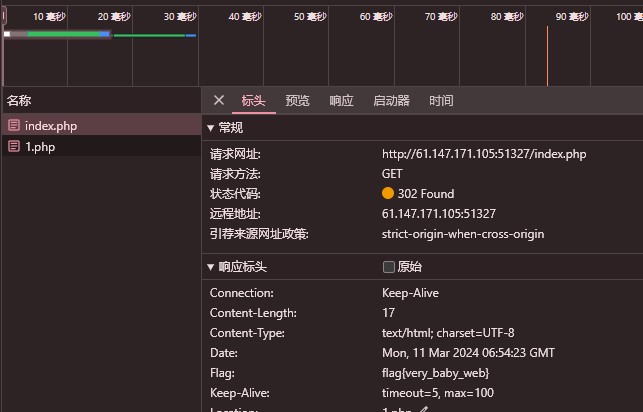 10 毫秒 20 毫秒 30 毫秒 40 毫秒 50 毫秒 60 毫秒 70 毫秒 80 毫秒 90 毫秒 100 毫秒
名称
index.php
1.php
标头 预览 响应 启动器 时间
常规
请求网址: http://61.147.171.105:51327/index.php
请求方法: GET
状态代码: 302 Found
远程地址: 61.147.171.105:51327
引荐来源网址政策: strict-origin-when-cross-origin
响应标头 原始
Connection: Keep-Alive
Content-Length: 17
Content-Type: text/html; charset=UTF-8
Date: Mon, 11 Mar 2024 06:54:23 GMT
Flag: flag{very_baby_web}
Keep-Alive: timeout=5, max=100
Location: 1.php